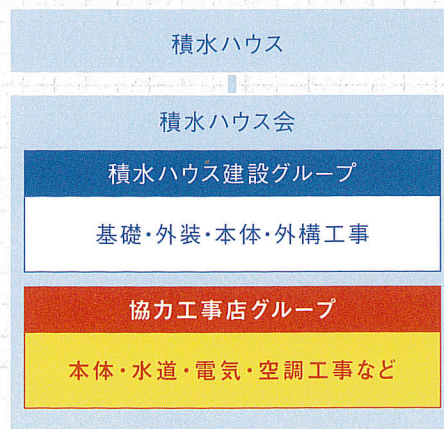 積水ハウス
積水ハウス会
積水ハウス建設グループ
基礎・外装・本体・外構工事
協力工事店グループ
本体・水道・電気・空調工事など